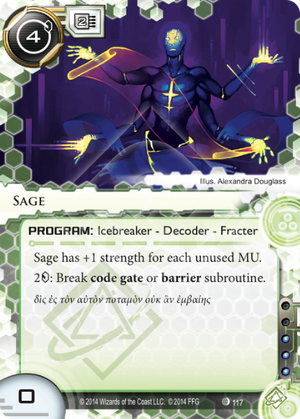 4
2
Illus. Alexandra Douglass
SAGE
PROGRAM: Icebreaker - Decoder - Fracter
Sage has +1 strength for each unused MU.
2: Break code gate or barrier subroutine.
δὶς ἐς τὸν αὐτὸν ποταμὸν οὐκ ἂν ἐμβαίης
0
© 2014 Wizards of the Coast LLC. © 2014 FFG
117